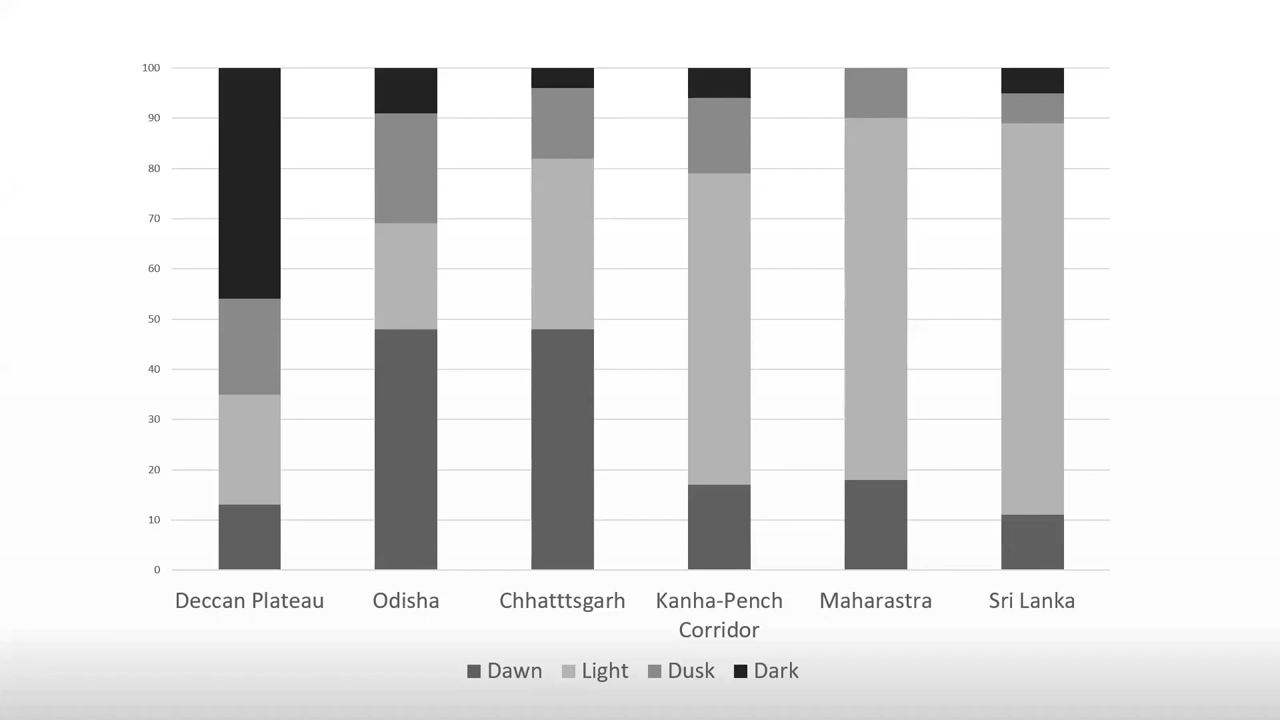 100
90
80
70
60
50
40
30
20
10
0
Deccan Plateau
Odisha
Chhatttsgarh
Kanha-Pench
Corridor
Maharastra
Sri Lanka
Dawn Light Dusk Dark